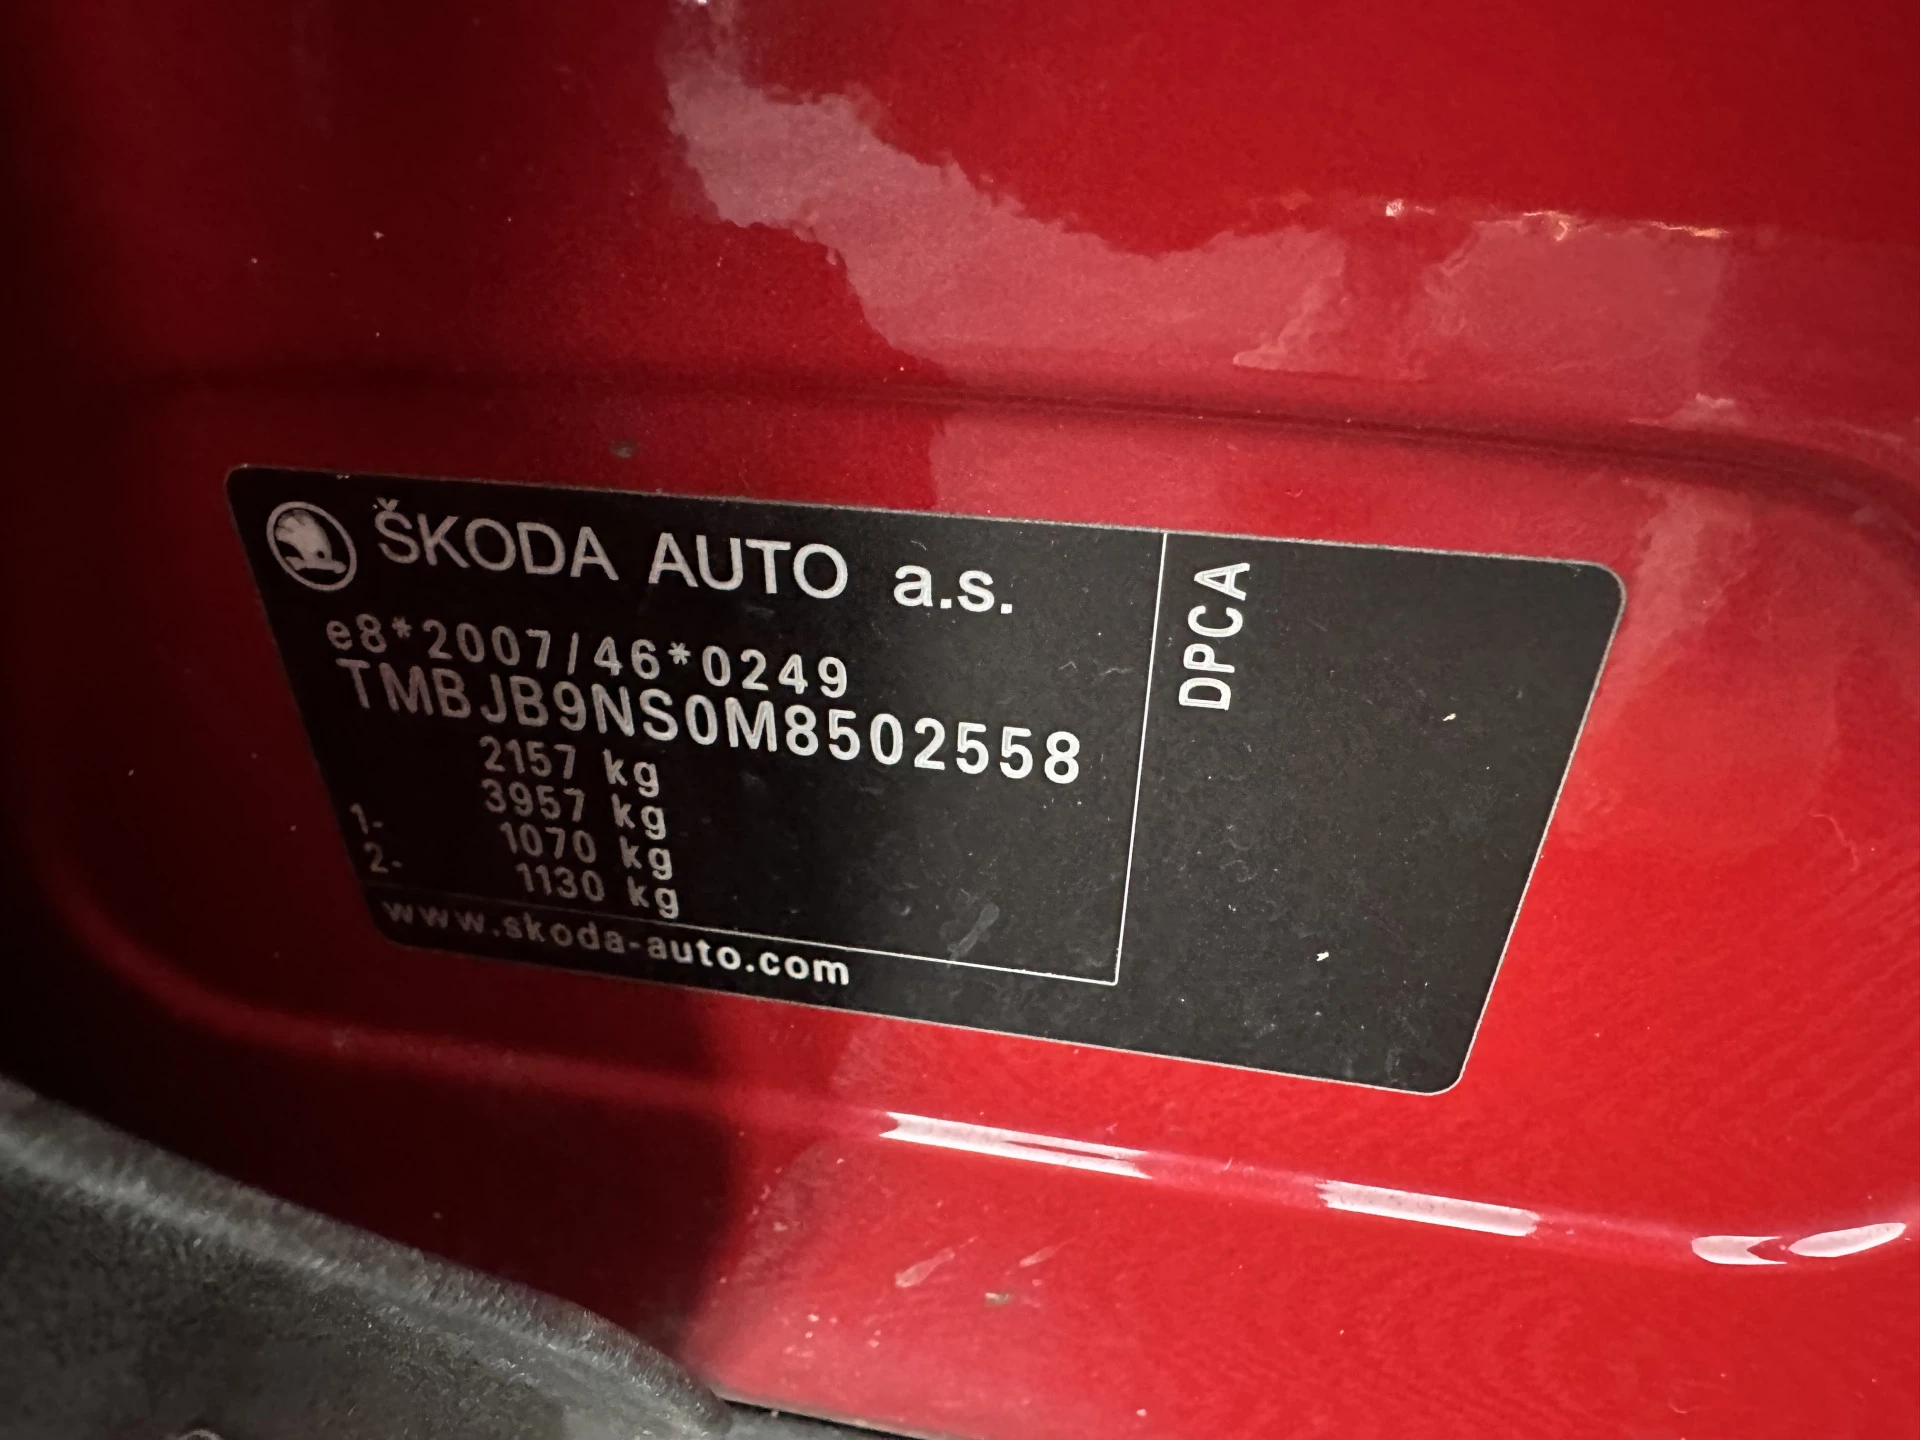 ŠKODA AUTO a.s.
e8*2007/46*0249
TMBJB9NS0M8502558
2157 kg
3957 kg
1- 1070 kg
2- 1130 kg
www.skoda-auto.com
DPCA